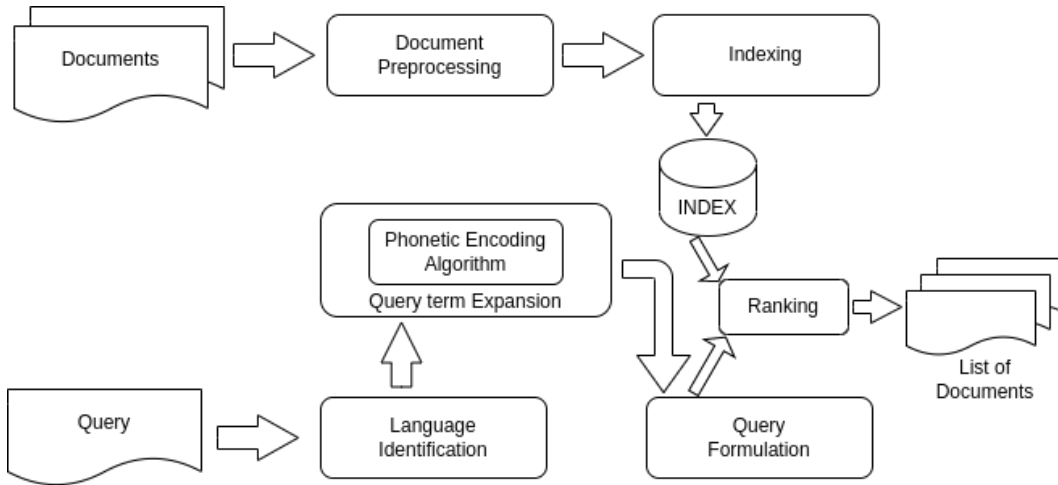 Documents
Document
Preprocessing
Indexing
INDEX
Phonetic Encoding
Algorithm
Query term Expansion
Ranking
List of
Documents
Query
Language
Identification
Query
Formulation